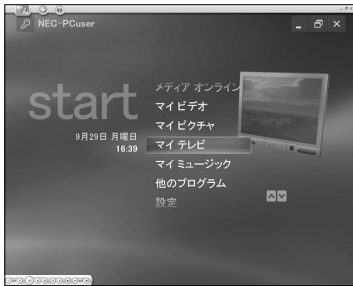 NEC-PCuser
start
9月29日 月曜日
16:39
メディア オンライン
マイ ビデオ
マイ ピクチャ
マイ テレビ
マイ ミュージック
他のプログラム
設定